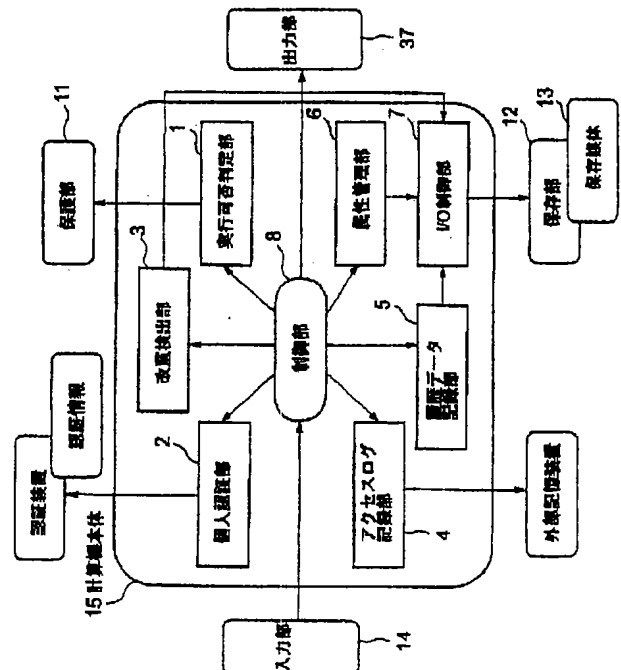 認証装置
認証情報
保護部
11
15 計算機本体
個人認証部
2
改竄検出部
3
実行可否判定部
1
出力部
37
入力部
14
制御部
8
属性管理部
6
アクセスログ
記録部
4
履歴データ
記録部
5
I/O制御部
7
外部記憶装置
保存部
12
保存媒体
13